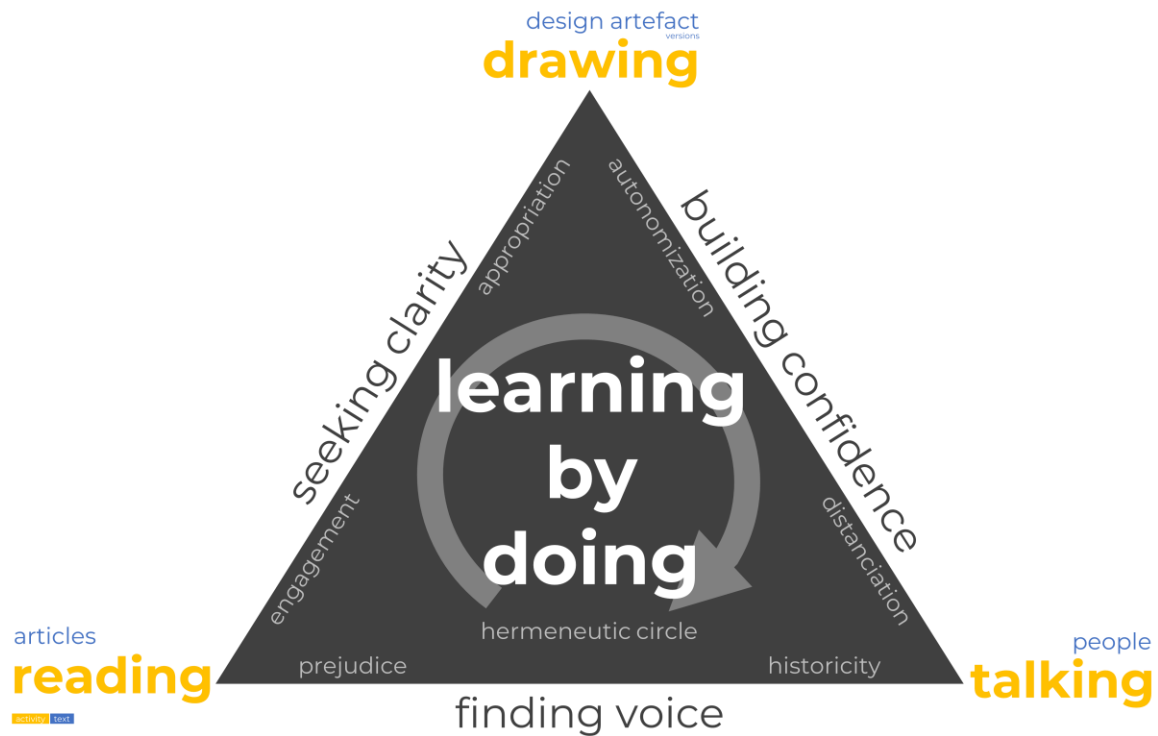 design artefact
versions
drawing
appropriation
autonomization
seeking clarity
building confidence
learning
by
doing
engagement
distanciation
hermeneutic circle
articles
reading
prejudice
historicity
people
talking
activity text
finding voice